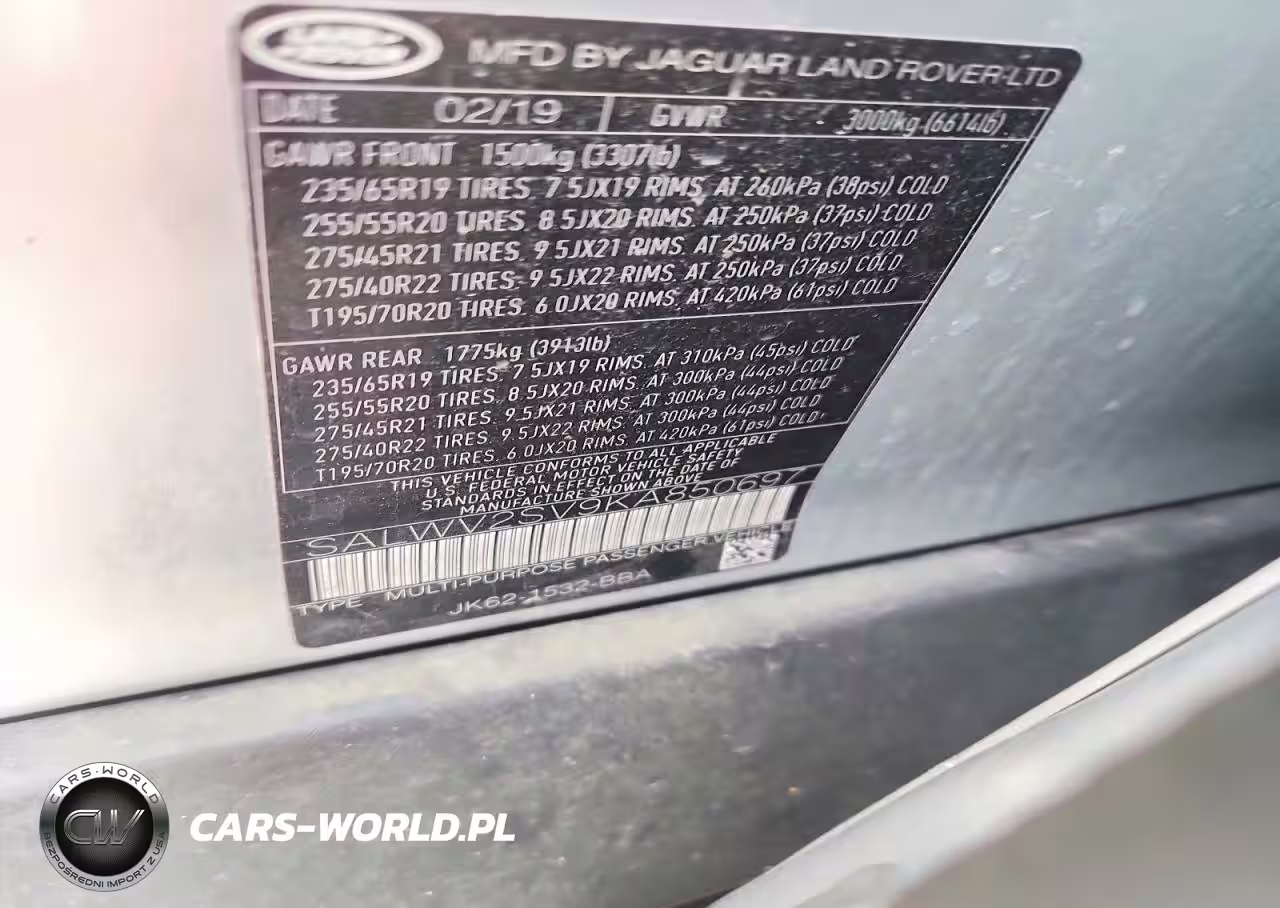 LAND ROVER
MFD BY JAGUAR LAND ROVER LTD
DATE 02/19 GVWR 3000kg (6614lb)
GAWR FRONT 1500kg (3307lb)
235/65R19 TIRES. 7.5JX19 RIMS. AT 260kPa (38psi) COLD
255/55R20 TIRES. 8.5JX20 RIMS. AT 250kPa (37psi) COLD
275/45R21 TIRES. 9.5JX21 RIMS. AT 250kPa (37psi) COLD
275/40R22 TIRES. 9.5JX22 RIMS. AT 250kPa (37psi) COLD
T195/70R20 TIRES. 6.0JX20 RIMS. AT 420kPa (61psi) COLD
GAWR REAR 1775kg (3913lb)
235/65R19 TIRES. 7.5JX19 RIMS. AT 310kPa (45psi) COLD
255/55R20 TIRES. 8.5JX20 RIMS. AT 300kPa (44psi) COLD
275/45R21 TIRES. 9.5JX21 RIMS. AT 300kPa (44psi) COLD
275/40R22 TIRES. 9.5JX22 RIMS. AT 300kPa (44psi) COLD
T195/70R20 TIRES. 6.0JX20 RIMS. AT 420kPa (61psi) COLD
THIS VEHICLE CONFORMS TO ALL APPLICABLE
U.S. FEDERAL MOTOR VEHICLE SAFETY
STANDARDS IN EFFECT ON THE DATE OF
MANUFACTURE SHOWN ABOVE
SALWV2SV9KA850697
TYPE MULTI-PURPOSE PASSENGER VEHICLE
JK62-1532-BBA
CARS-WORLD
CW
BEZPOŚREDNI IMPORT Z USA
CARS-WORLD.PL